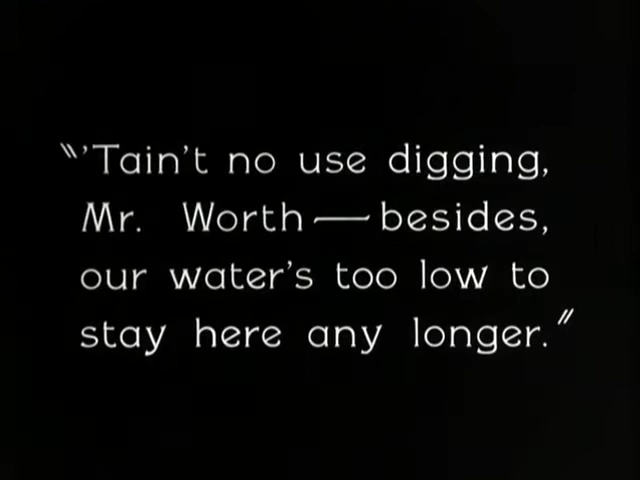 "'Tain't no use digging,
Mr. Worth — besides,
our water's too low to
stay here any longer."